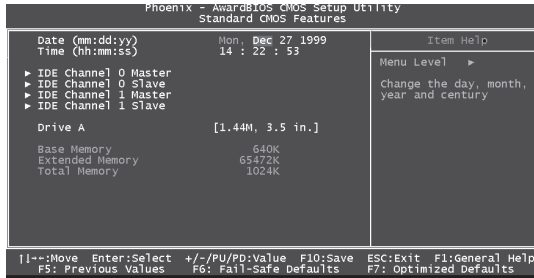 Phoenix - AwardBIOS CMOS Setup Utility
Standard CMOS Features
Date (mm:dd:yy) Mon, Dec 27 1999
Time (hh:mm:ss) 14 : 22 : 53
► IDE Channel 0 Master
► IDE Channel 0 Slave
► IDE Channel 1 Master
► IDE Channel 1 Slave
Drive A [1.44M, 3.5 in.]
Base Memory 640K
Extended Memory 65472K
Total Memory 1024K
Item Help
Menu Level ►
Change the day, month,
year and century
↑↓→←:Move Enter:Select +/-/PU/PD:Value F10:Save ESC:Exit F1:General Help
F5: Previous Values F6: Fail-Safe Defaults F7: Optimized Defaults